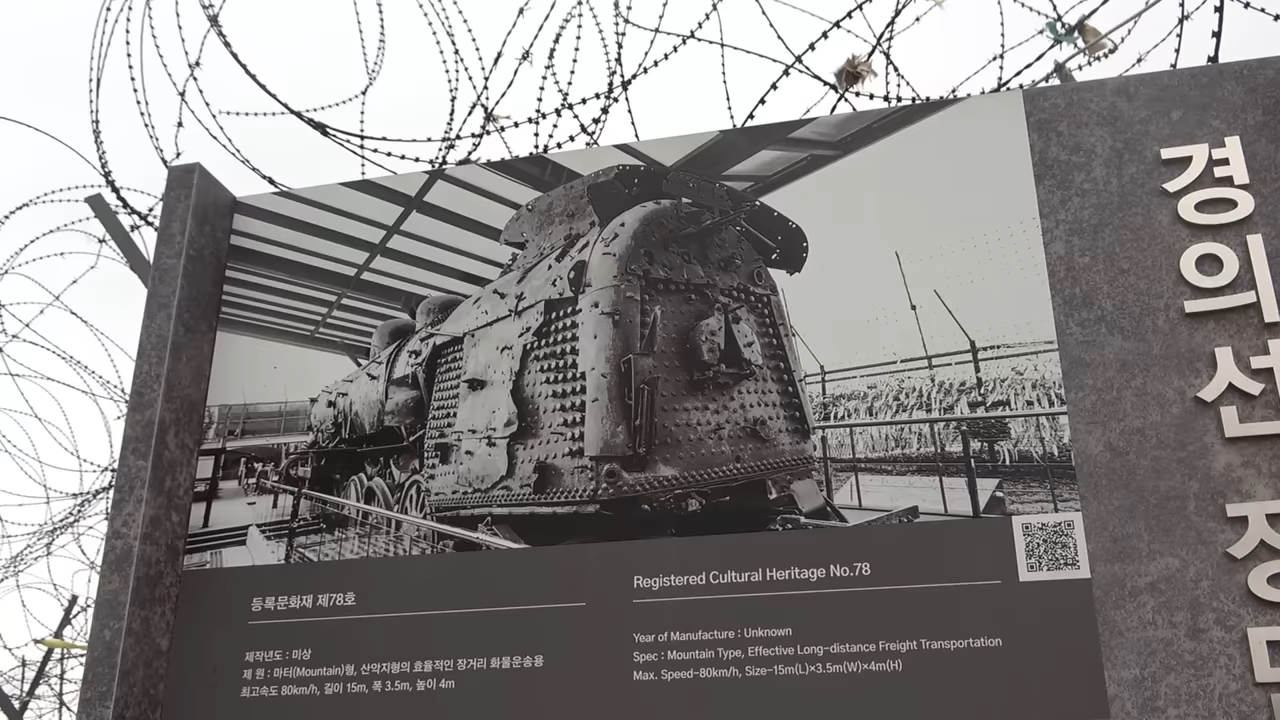 등록문화재 제78호
제작년도 : 미상
제 원 : 마터(Mountain)형, 산악지형의 효율적인 장거리 화물운송용
최고속도 80km/h, 길이 15m, 폭 3.5m, 높이 4m
Registered Cultural Heritage No.78
Year of Manufacture : Unknown
Spec : Mountain Type, Effective Long-distance Freight Transportation
Max. Speed-80km/h, Size-15m(L)×3.5m(W)×4m(H)
경의선